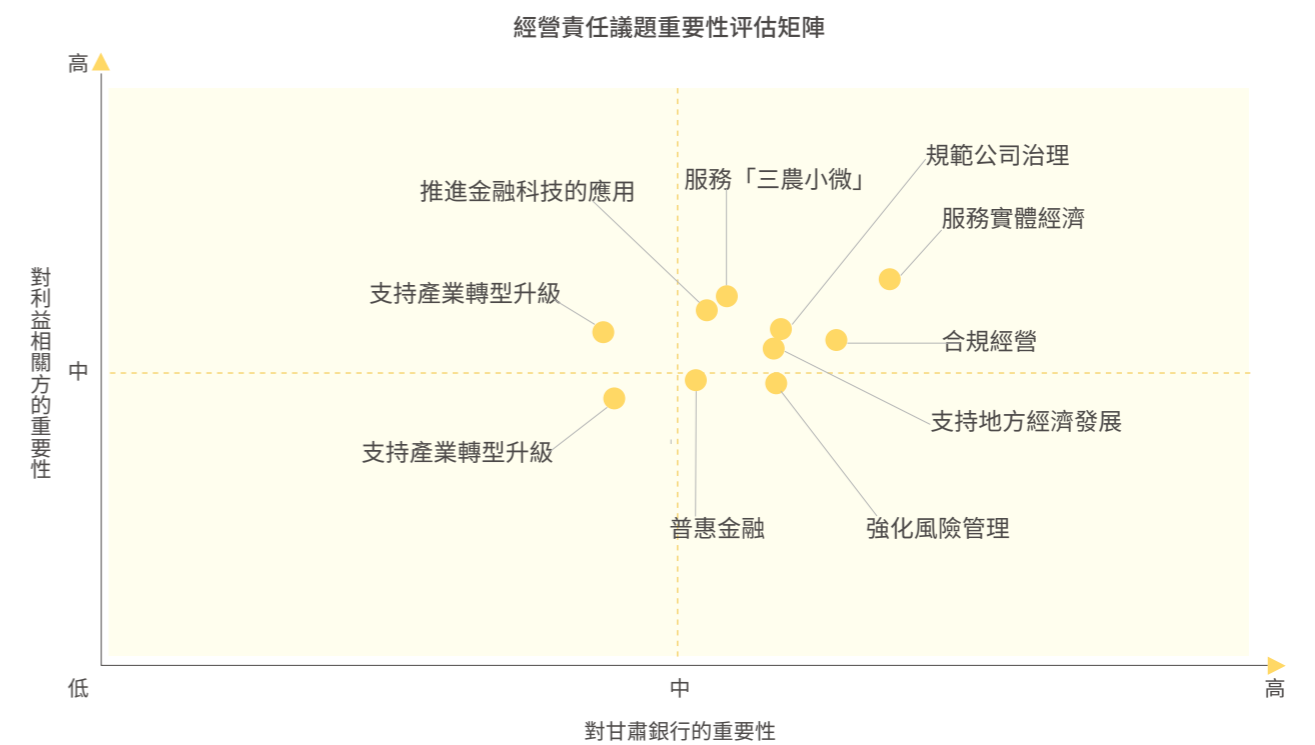 經營責任議題重要性评估矩陣
高
規範公司治理
服務「三農小微」
推進金融科技的應用
服務實體經濟
支持產業轉型升級
合規經營
對利益相關方的重要性
中
支持地方經濟發展
支持產業轉型升級
普惠金融
強化風險管理
低
中
高
對甘肅銀行的重要性